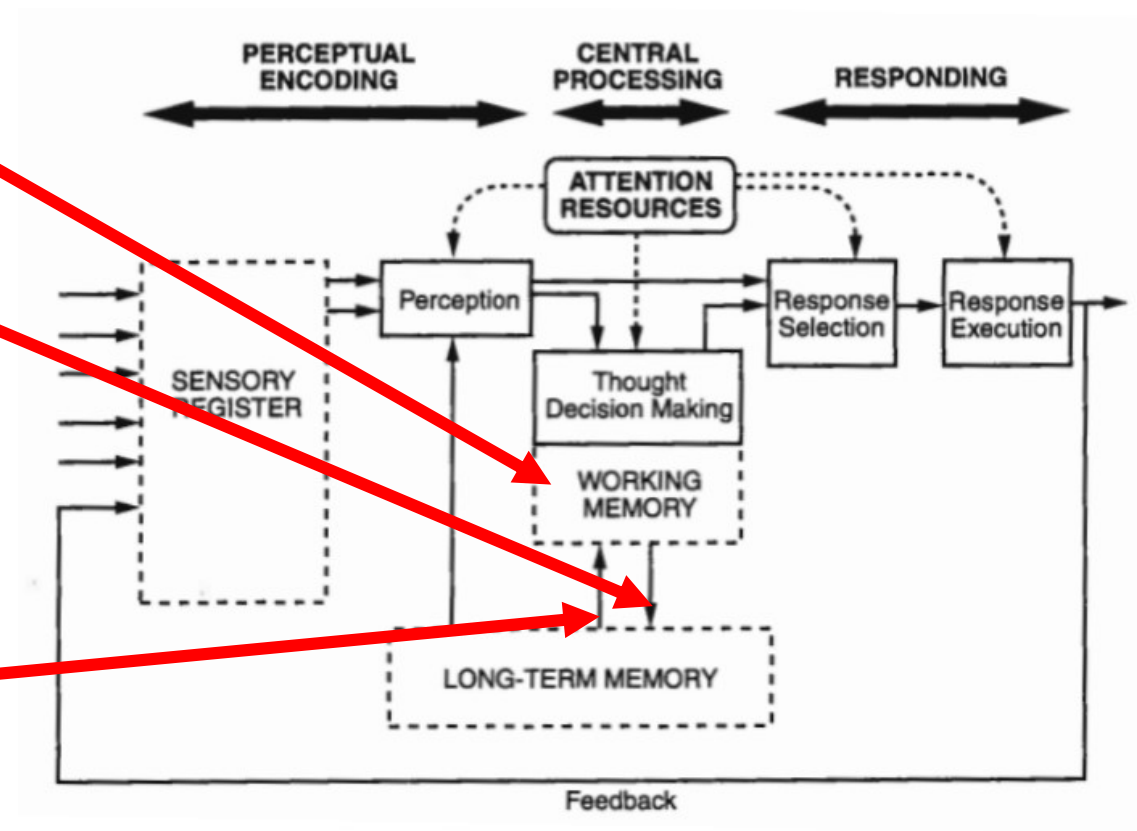 PERCEPTUAL
ENCODING
CENTRAL
PROCESSING
RESPONDING
ATTENTION
RESOURCES
Perception
Response
Selection
Response
Execution
SENSORY
REGISTER
Thought
Decision Making
WORKING
MEMORY
LONG-TERM MEMORY
Feedback